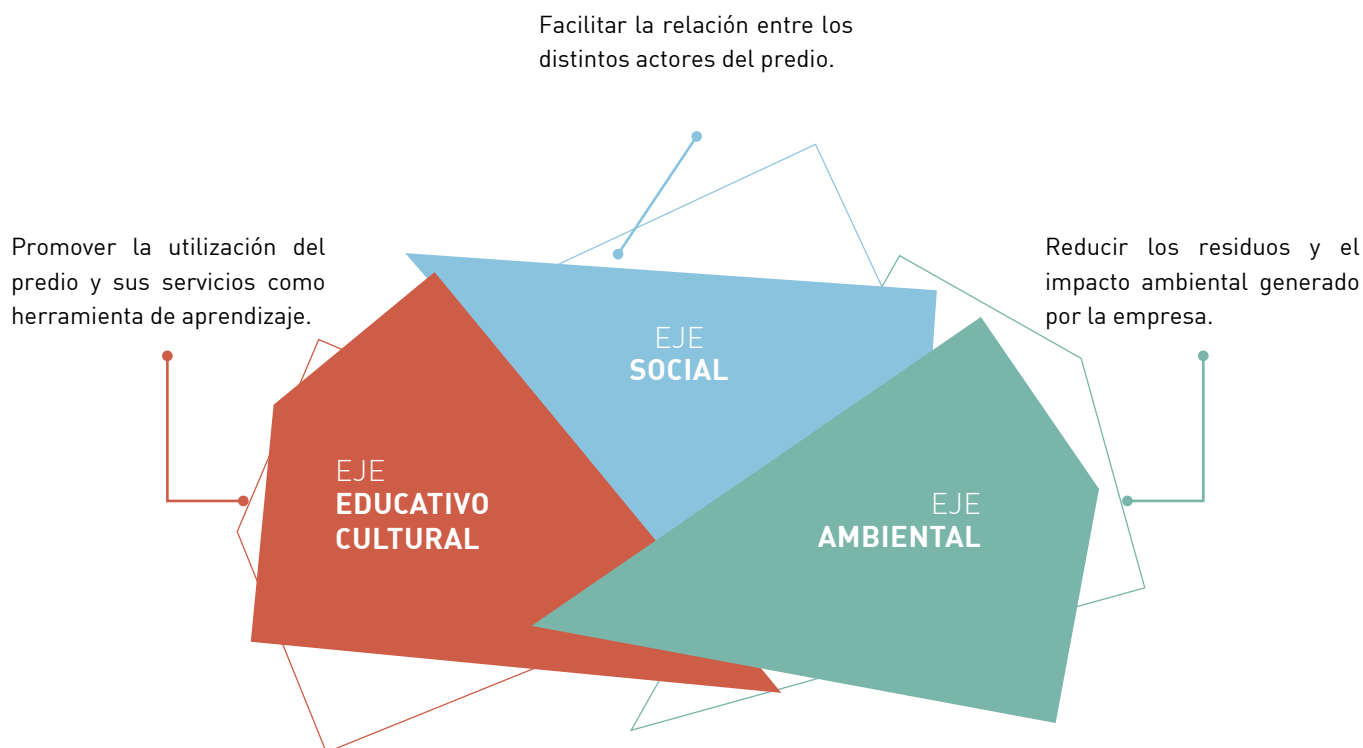 Facilitar la relación entre los
distintos actores del predio.
Promover la utilización del
predio y sus servicios como
herramienta de aprendizaje.
Reducir los residuos y el
impacto ambiental generado
por la empresa.
EJE
SOCIAL
EJE
EDUCATIVO
CULTURAL
EJE
AMBIENTAL